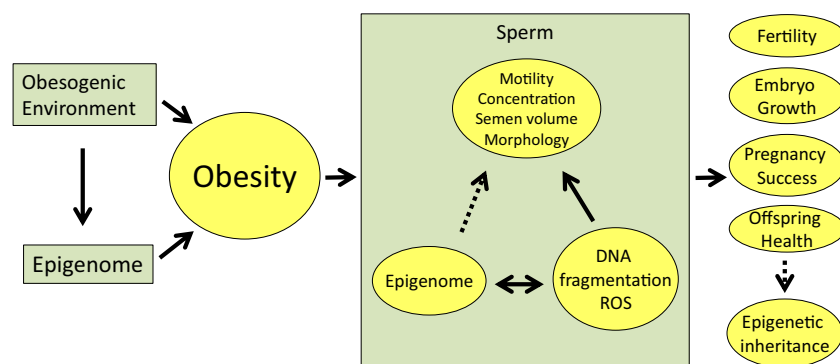 Obesogenic
Environment
Epigenome
Obesity
Sperm
Motility
Concentration
Semen volume
Morphology
Epigenome
DNA
fragmentation
ROS
Fertility
Embryo
Growth
Pregnancy
Success
Offspring
Health
Epigenetic
inheritance